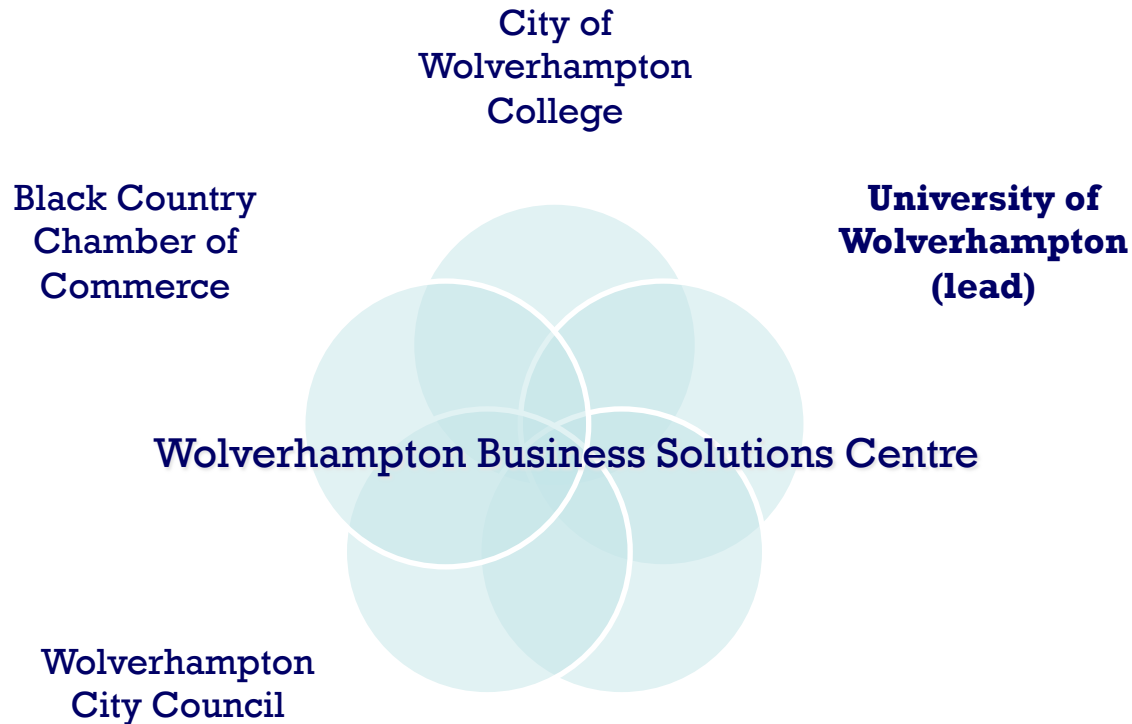 City of
Wolverhampton
College
Black Country
Chamber of
Commerce
University of
Wolverhampton
(lead)
Wolverhampton Business Solutions Centre
Wolverhampton
City Council